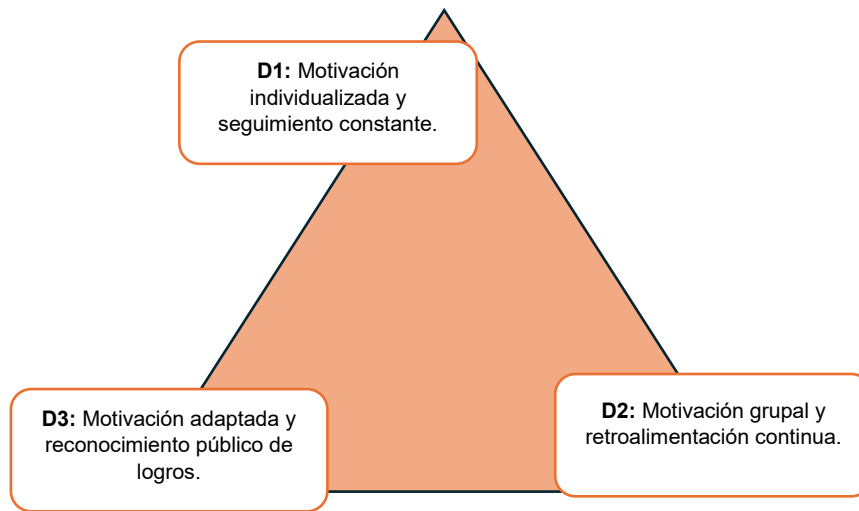 D1: Motivación
individualizada y
seguimiento constante.
D3: Motivación adaptada y
reconocimiento público de
logros.
D2: Motivación grupal y
retroalimentación continua.